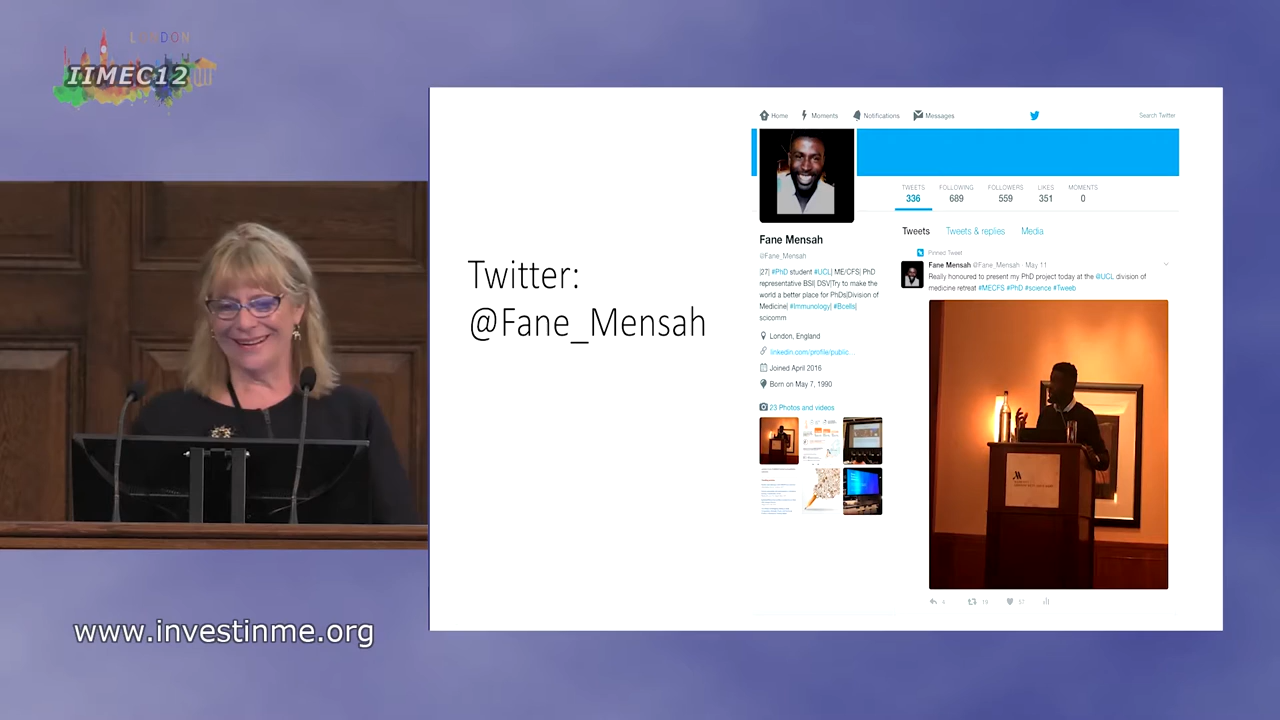 LONDON
IIMEC12
Twitter:
@Fane_Mensah
Home
Moments
Notifications
Messages
Search Twitter
TWEETS
336
FOLLOWING
689
FOLLOWERS
559
LIKES
351
MOMENTS
0
Fane Mensah
@Fane_Mensah
|27| #PhD student #UCL| ME/CFS| PhD
representative BSI| DSV|Try to make the
world a better place for PhDs|Division of
Medicine| #Immunology| #Bcells|
scicomm
London, England
linkedin.com/profile/public...
Joined April 2016
Born on May 7, 1990
23 Photos and videos
Tweets
Tweets & replies
Media
Pinned Tweet
Fane Mensah @Fane_Mensah · May 11
Really honoured to present my PhD project today at the @UCL division of
medicine retreat #MECFS #PhD #science #Tweeb
4
19
57
www.investinme.org